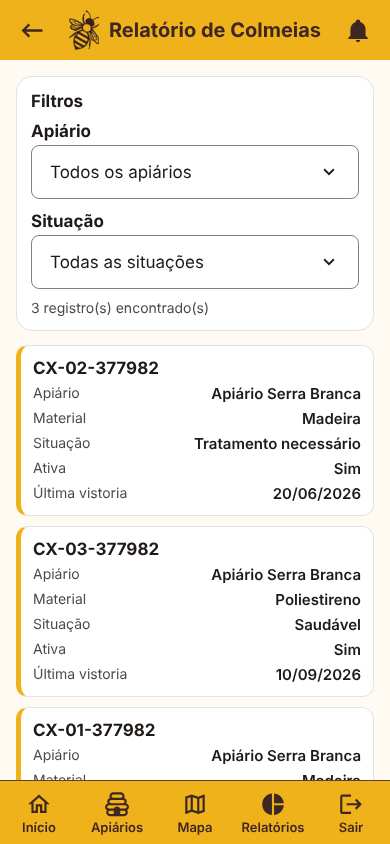 Relatório de Colmeias
Filtros
Apiário
Todos os apiários
Situação
Todas as situações
3 registro(s) encontrado(s)
CX-02-377982
Apiário Apiário Serra Branca
Material Madeira
Situação Tratamento necessário
Ativa Sim
Última vistoria 20/06/2026
CX-03-377982
Apiário Apiário Serra Branca
Material Poliestireno
Situação Saudável
Ativa Sim
Última vistoria 10/09/2026
CX-01-377982
Apiário Apiário Serra Branca
Material Madeira
Início Apiários Mapa Relatórios Sair